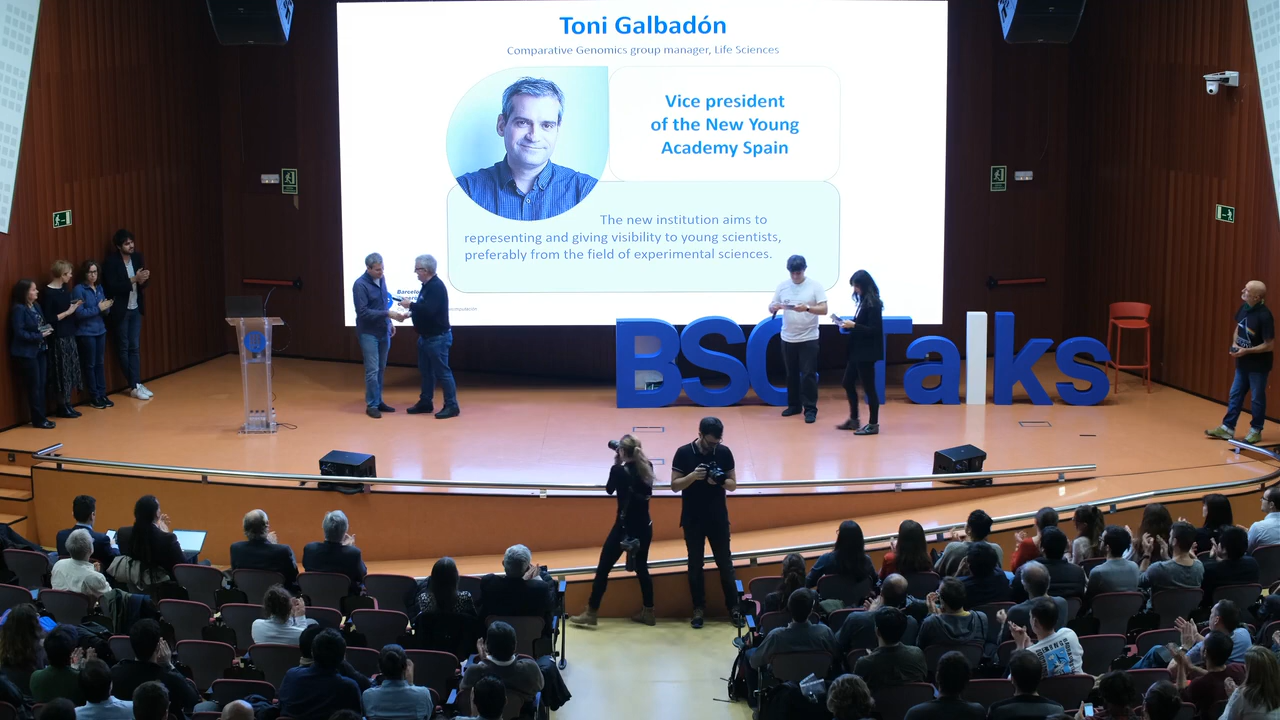 Toni Galbadón
Comparative Genomics group manager, Life Sciences
Vice president
of the New Young
Academy Spain
The new institution aims to
representing and giving visibility to young scientists,
preferably from the field of experimental sciences.
BSC Talks